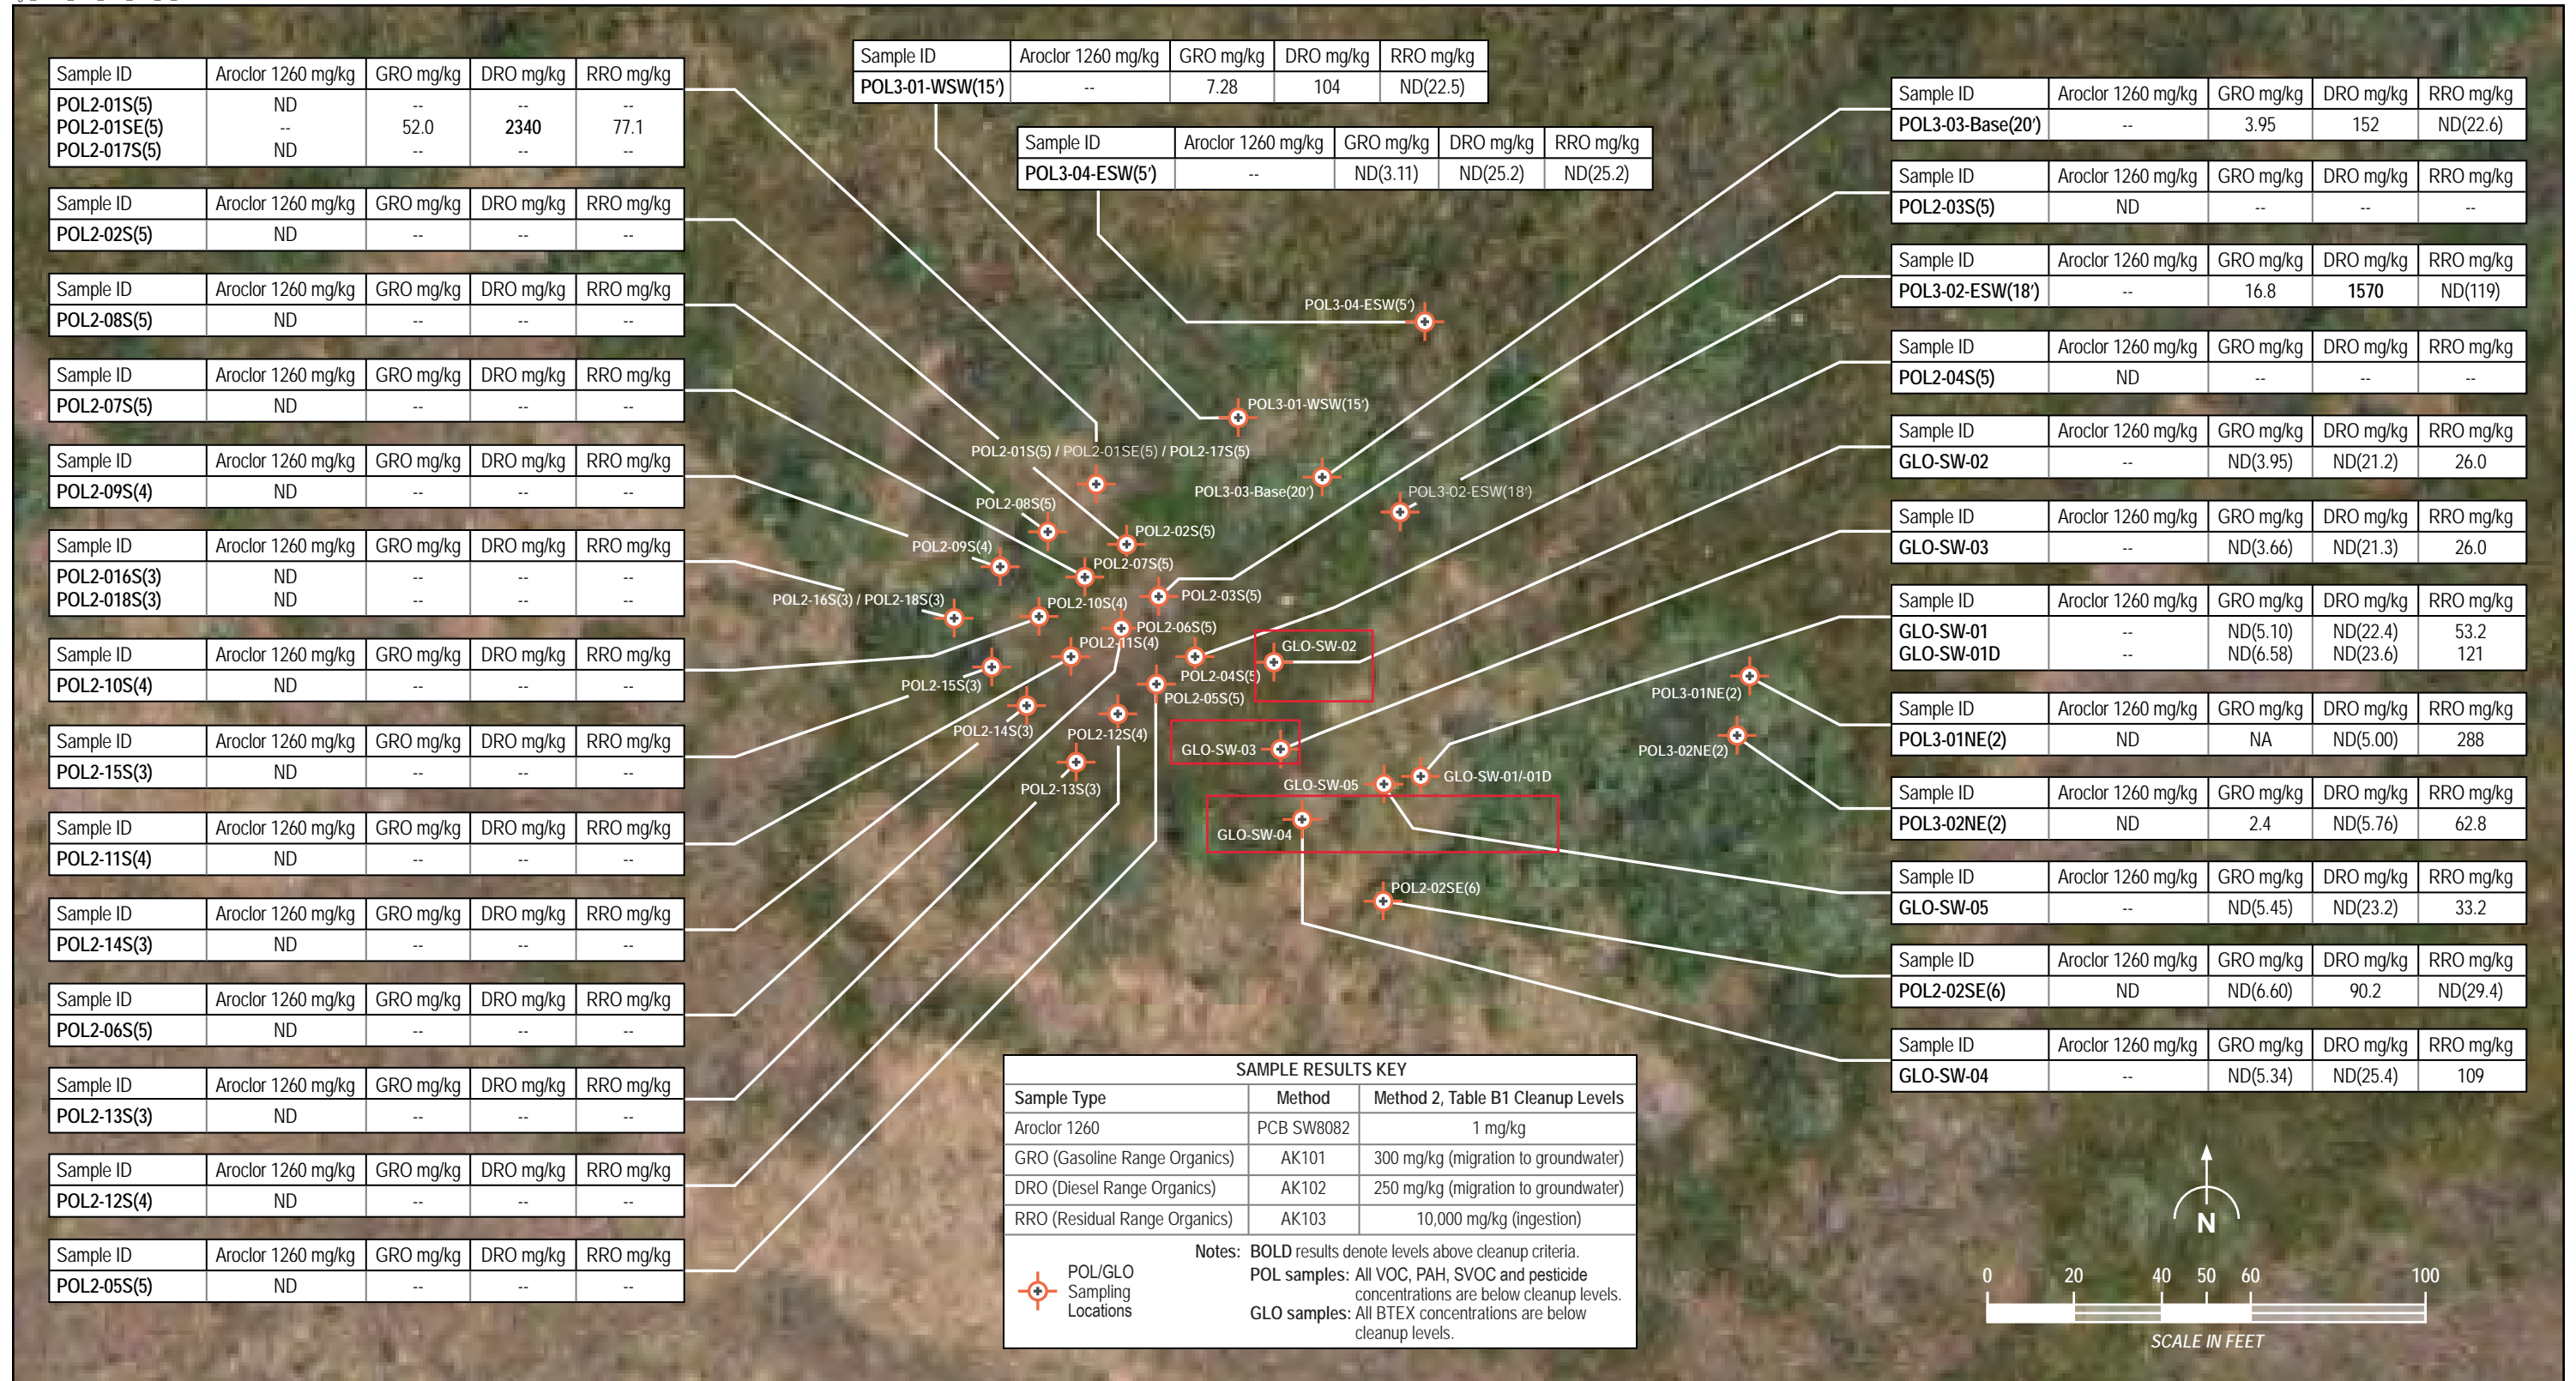 Sample ID Aroclor 1260 mg/kg GRO mg/kg DRO mg/kg RRO mg/kg
POL2-01S(5) ND -- -- --
POL2-01SE(5) -- 52.0 2340 77.1
POL2-017S(5) ND -- -- --
Sample ID Aroclor 1260 mg/kg GRO mg/kg DRO mg/kg RRO mg/kg
POL2-02S(5) ND -- -- --
Sample ID Aroclor 1260 mg/kg GRO mg/kg DRO mg/kg RRO mg/kg
POL2-08S(5) ND -- -- --
Sample ID Aroclor 1260 mg/kg GRO mg/kg DRO mg/kg RRO mg/kg
POL2-07S(5) ND -- -- --
Sample ID Aroclor 1260 mg/kg GRO mg/kg DRO mg/kg RRO mg/kg
POL2-09S(4) ND -- -- --
Sample ID Aroclor 1260 mg/kg GRO mg/kg DRO mg/kg RRO mg/kg
POL2-016S(3) ND -- -- --
POL2-018S(3) ND -- -- --
Sample ID Aroclor 1260 mg/kg GRO mg/kg DRO mg/kg RRO mg/kg
POL2-10S(4) ND -- -- --
Sample ID Aroclor 1260 mg/kg GRO mg/kg DRO mg/kg RRO mg/kg
POL2-15S(3) ND -- -- --
Sample ID Aroclor 1260 mg/kg GRO mg/kg DRO mg/kg RRO mg/kg
POL2-11S(4) ND -- -- --
Sample ID Aroclor 1260 mg/kg GRO mg/kg DRO mg/kg RRO mg/kg
POL2-14S(3) ND -- -- --
Sample ID Aroclor 1260 mg/kg GRO mg/kg DRO mg/kg RRO mg/kg
POL2-06S(5) ND -- -- --
Sample ID Aroclor 1260 mg/kg GRO mg/kg DRO mg/kg RRO mg/kg
POL2-13S(3) ND -- -- --
Sample ID Aroclor 1260 mg/kg GRO mg/kg DRO mg/kg RRO mg/kg
POL2-12S(4) ND -- -- --
Sample ID Aroclor 1260 mg/kg GRO mg/kg DRO mg/kg RRO mg/kg
POL2-05S(5) ND -- -- --
Sample ID Aroclor 1260 mg/kg GRO mg/kg DRO mg/kg RRO mg/kg
POL3-01-WSW(15') -- 7.28 104 ND(22.5)
Sample ID Aroclor 1260 mg/kg GRO mg/kg DRO mg/kg RRO mg/kg
POL3-04-ESW(5') -- ND(3.11) ND(25.2) ND(25.2)
POL3-04-ESW(5')
POL3-01-WSW(15')
POL2-01S(5) / POL2-01SE(5) / POL2-17S(5)
POL3-03-Base(20')
POL3-02-ESW(18')
POL2-08S(5)
POL2-02S(5)
POL2-09S(4)
POL2-07S(5)
POL2-03S(5)
POL2-16S(3) / POL2-18S(3)
POL2-10S(4)
POL2-06S(5)
POL2-11S(4)
GLO-SW-02
POL2-15S(3)
POL2-04S(5)
POL2-05S(5)
POL3-01NE(2)
POL2-14S(3)
POL2-12S(4)
GLO-SW-03
POL3-02NE(2)
POL2-13S(3)
GLO-SW-05
GLO-SW-01/-01D
GLO-SW-04
POL2-02SE(6)
Sample ID Aroclor 1260 mg/kg GRO mg/kg DRO mg/kg RRO mg/kg
POL3-03-Base(20') -- 3.95 152 ND(22.6)
Sample ID Aroclor 1260 mg/kg GRO mg/kg DRO mg/kg RRO mg/kg
POL2-03S(5) ND -- -- --
Sample ID Aroclor 1260 mg/kg GRO mg/kg DRO mg/kg RRO mg/kg
POL3-02-ESW(18') -- 16.8 1570 ND(119)
Sample ID Aroclor 1260 mg/kg GRO mg/kg DRO mg/kg RRO mg/kg
POL2-04S(5) ND -- -- --
Sample ID Aroclor 1260 mg/kg GRO mg/kg DRO mg/kg RRO mg/kg
GLO-SW-02 -- ND(3.95) ND(21.2) 26.0
Sample ID Aroclor 1260 mg/kg GRO mg/kg DRO mg/kg RRO mg/kg
GLO-SW-03 -- ND(3.66) ND(21.3) 26.0
Sample ID Aroclor 1260 mg/kg GRO mg/kg DRO mg/kg RRO mg/kg
GLO-SW-01 -- ND(5.10) ND(22.4) 53.2
GLO-SW-01D -- ND(6.58) ND(23.6) 121
Sample ID Aroclor 1260 mg/kg GRO mg/kg DRO mg/kg RRO mg/kg
POL3-01NE(2) ND NA ND(5.00) 288
Sample ID Aroclor 1260 mg/kg GRO mg/kg DRO mg/kg RRO mg/kg
POL3-02NE(2) ND 2.4 ND(5.76) 62.8
Sample ID Aroclor 1260 mg/kg GRO mg/kg DRO mg/kg RRO mg/kg
GLO-SW-05 -- ND(5.45) ND(23.2) 33.2
Sample ID Aroclor 1260 mg/kg GRO mg/kg DRO mg/kg RRO mg/kg
POL2-02SE(6) ND ND(6.60) 90.2 ND(29.4)
Sample ID Aroclor 1260 mg/kg GRO mg/kg DRO mg/kg RRO mg/kg
GLO-SW-04 -- ND(5.34) ND(25.4) 109
SAMPLE RESULTS KEY
Sample Type Method Method 2, Table B1 Cleanup Levels
Aroclor 1260 PCB SW8082 1 mg/kg
GRO (Gasoline Range Organics) AK101 300 mg/kg (migration to groundwater)
DRO (Diesel Range Organics) AK102 250 mg/kg (migration to groundwater)
RRO (Residual Range Organics) AK103 10,000 mg/kg (ingestion)
POL/GLO
Sampling
Locations
Notes: BOLD results denote levels above cleanup criteria.
POL samples: All VOC, PAH, SVOC and pesticide
concentrations are below cleanup levels.
GLO samples: All BTEX concentrations are below
cleanup levels.
N
0 20 40 50 60 100
SCALE IN FEET